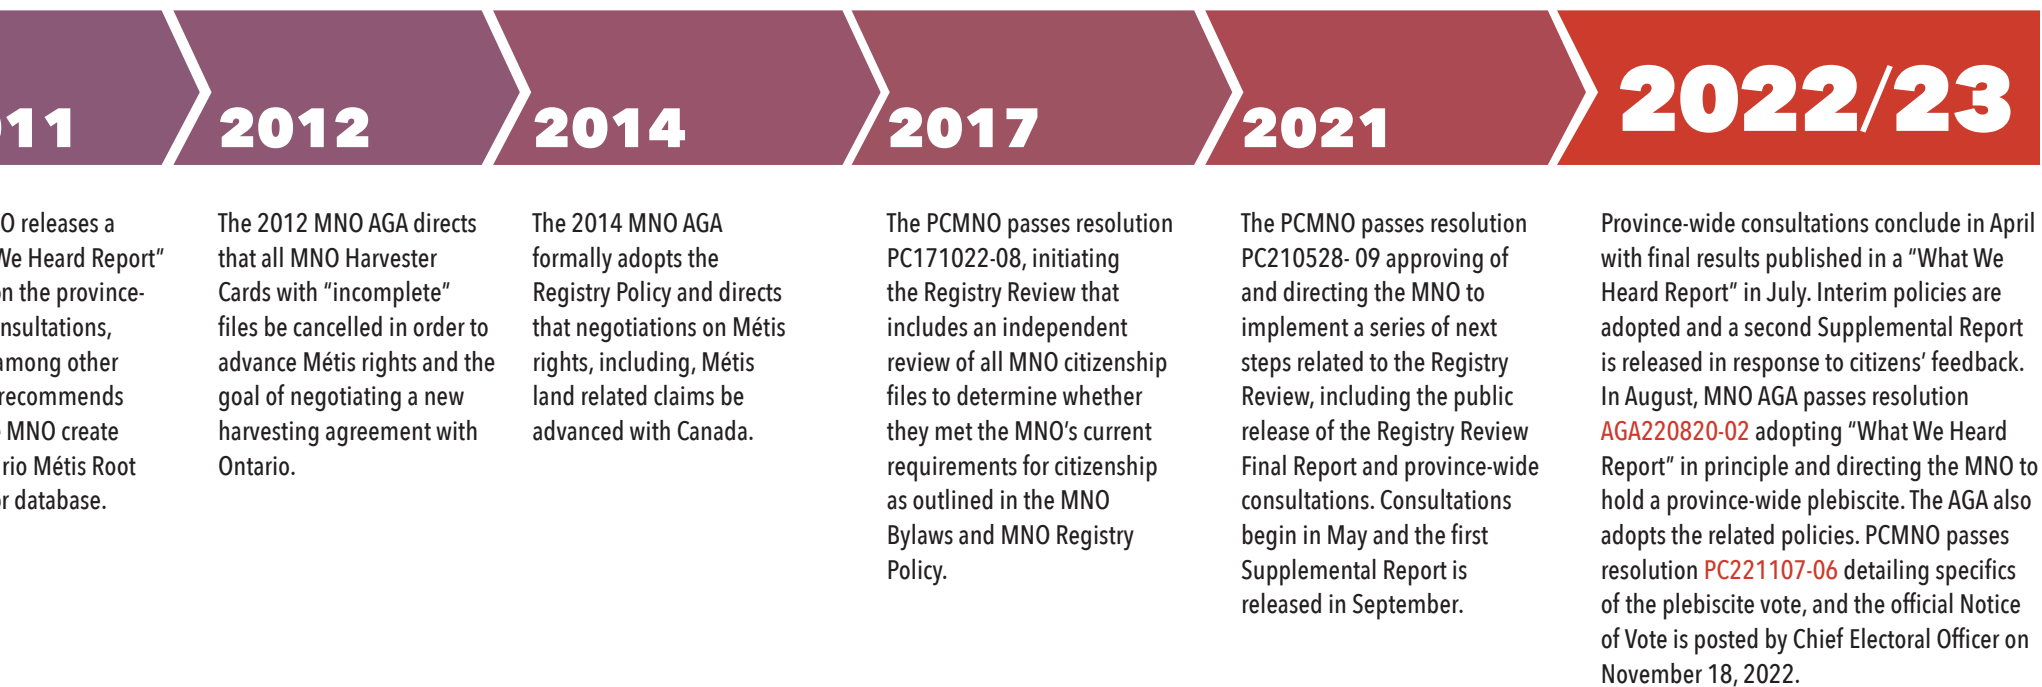 11
O releases a
We Heard Report"
on the province-
nsultations,
among other
recommends
MNO create
rio Métis Root
or database.
2012
The 2012 MNO AGA directs
that all MNO Harvester
Cards with “incomplete”
files be cancelled in order to
advance Métis rights and the
goal of negotiating a new
harvesting agreement with
Ontario.
2014
The 2014 MNO AGA
formally adopts the
Registry Policy and directs
that negotiations on Métis
rights, including, Métis
land related claims be
advanced with Canada.
2017
The PCMNO passes resolution
PC171022-08, initiating
the Registry Review that
includes an independent
review of all MNO citizenship
files to determine whether
they met the MNO's current
requirements for citizenship
as outlined in the MNO
Bylaws and MNO Registry
Policy.
2021
The PCMNO passes resolution
PC210528- 09 approving of
and directing the MNO to
implement a series of next
steps related to the Registry
Review, including the public
release of the Registry Review
Final Report and province-wide
consultations. Consultations
begin in May and the first
Supplemental Report is
released in September.
2022/23
Province-wide consultations conclude in April
with final results published in a “What We
Heard Report” in July. Interim policies are
adopted and a second Supplemental Report
is released in response to citizens’ feedback.
In August, MNO AGA passes resolution
AGA220820-02 adopting “What We Heard
Report” in principle and directing the MNO to
hold a province-wide plebiscite. The AGA also
adopts the related policies. PCMNO passes
resolution PC221107-06 detailing specifics
of the plebiscite vote, and the official Notice
of Vote is posted by Chief Electoral Officer on
November 18, 2022.